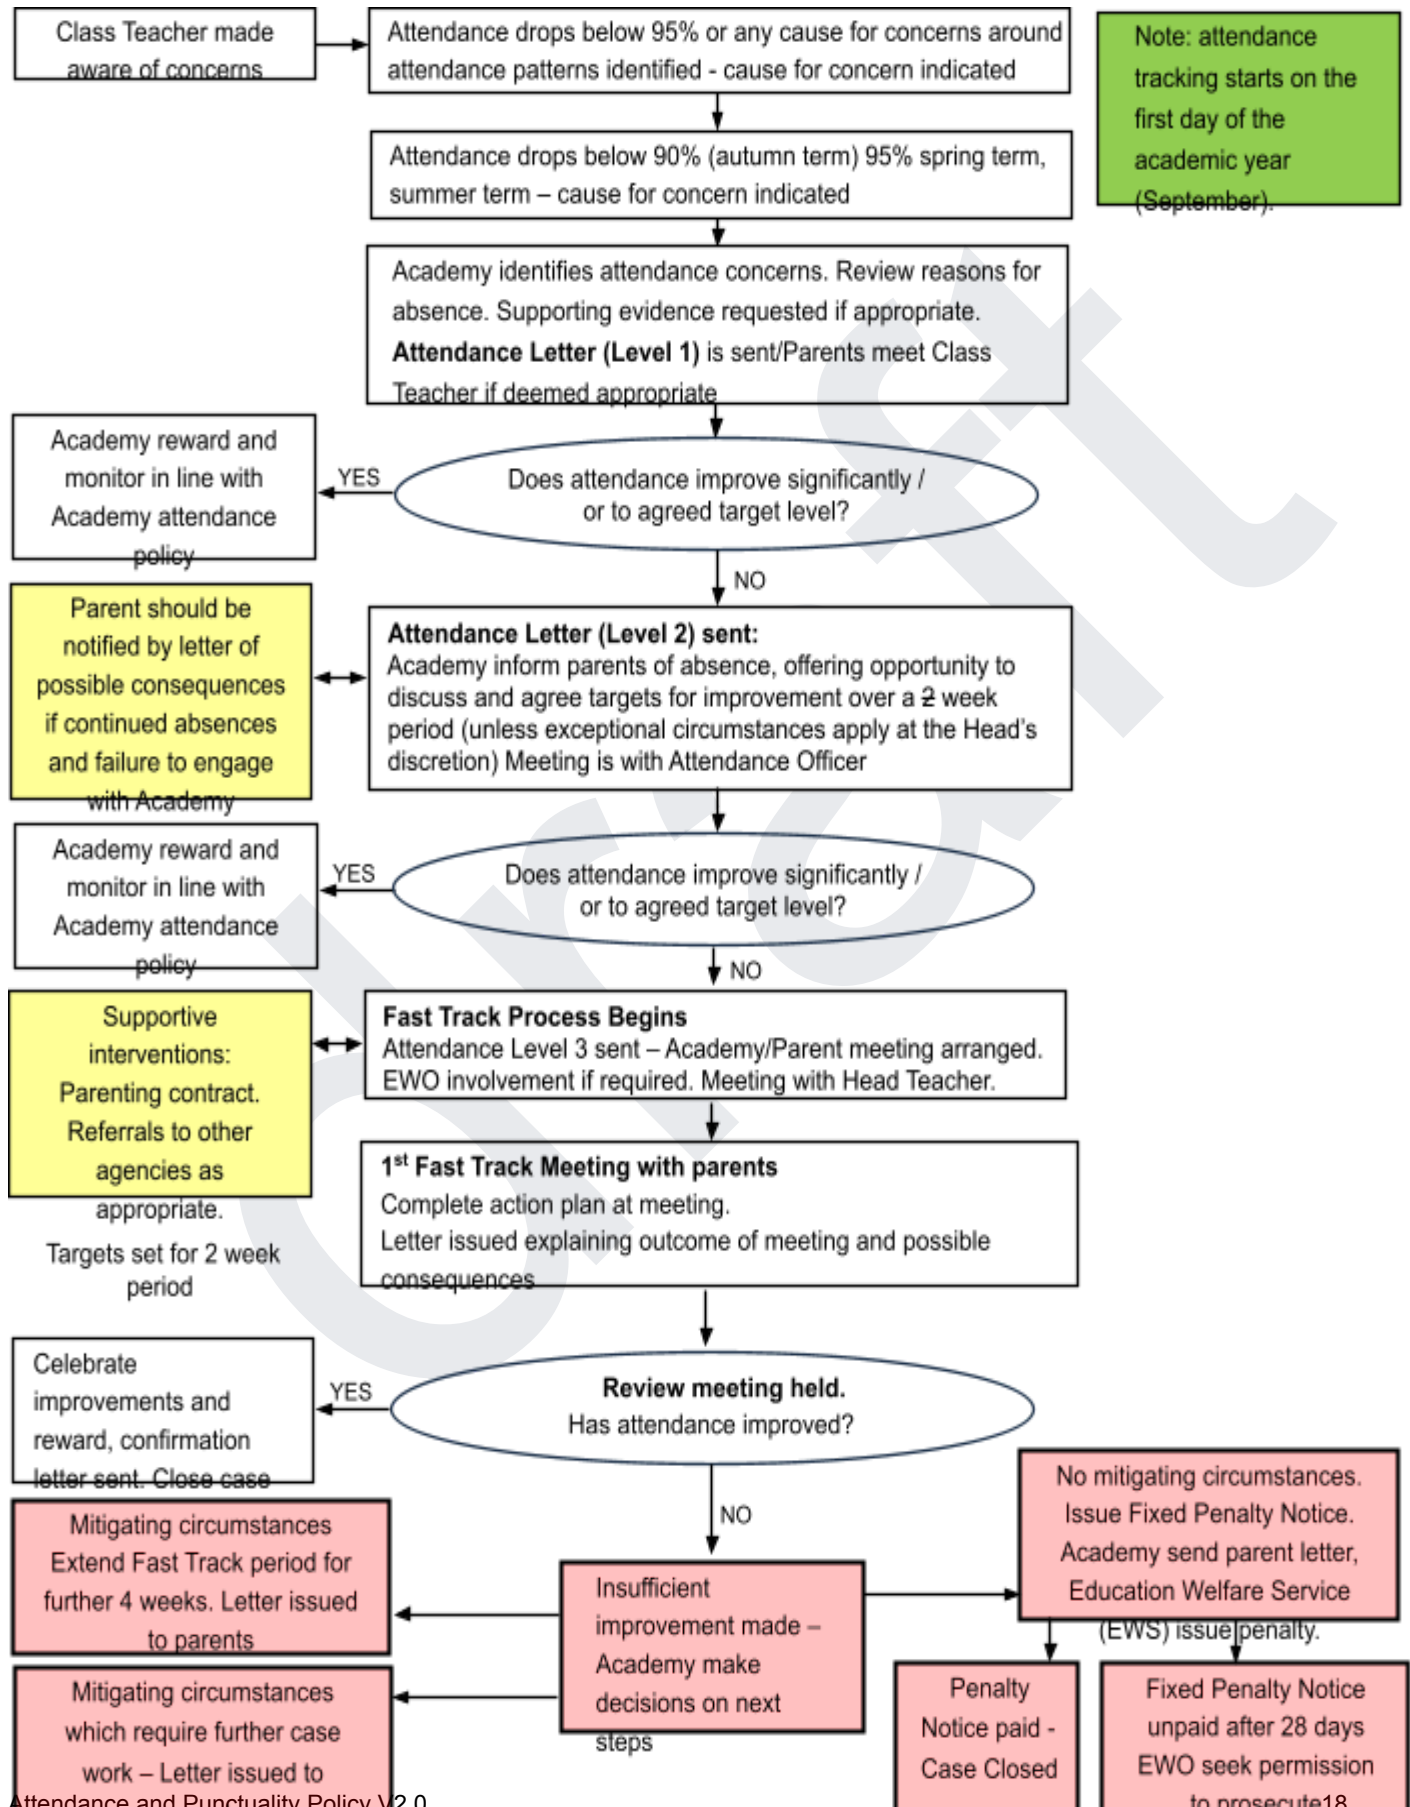 Class Teacher made
aware of concerns
Attendance drops below 95% or any cause for concerns around
attendance patterns identified - cause for concern indicated
Note: attendance
tracking starts on the
first day of the
academic year
(September).
Attendance drops below 90% (autumn term) 95% spring term,
summer term – cause for concern indicated
Academy identifies attendance concerns. Review reasons for
absence. Supporting evidence requested if appropriate.
Attendance Letter (Level 1) is sent/Parents meet Class
Teacher if deemed appropriate
Academy reward and
monitor in line with
Academy attendance
policy
YES
Does attendance improve significantly /
or to agreed target level?
NO
Parent should be
notified by letter of
possible consequences
if continued absences
and failure to engage
with Academy
Attendance Letter (Level 2) sent:
Academy inform parents of absence, offering opportunity to
discuss and agree targets for improvement over a 2 week
period (unless exceptional circumstances apply at the Head's
discretion) Meeting is with Attendance Officer
Academy reward and
monitor in line with
Academy attendance
policy
YES
Does attendance improve significantly /
or to agreed target level?
NO
Supportive
interventions:
Parenting contract.
Referrals to other
agencies as
appropriate.
Targets set for 2 week
period
Fast Track Process Begins
Attendance Level 3 sent – Academy/Parent meeting arranged.
EWO involvement if required. Meeting with Head Teacher.
1st Fast Track Meeting with parents
Complete action plan at meeting.
Letter issued explaining outcome of meeting and possible
consequences
Celebrate
improvements and
reward, confirmation
letter sent. Close case
YES
Review meeting held.
Has attendance improved?
NO
Mitigating circumstances
Extend Fast Track period for
further 4 weeks. Letter issued
to parents
Mitigating circumstances
which require further case
work – Letter issued to
Insufficient
improvement made –
Academy make
decisions on next
steps
No mitigating circumstances.
Issue Fixed Penalty Notice.
Academy send parent letter,
Education Welfare Service
(EWS) issue penalty.
Penalty
Notice paid -
Case Closed
Fixed Penalty Notice
unpaid after 28 days
EWO seek permission
to prosecute
Attendance and Punctuality Policy V2.0
18
draft